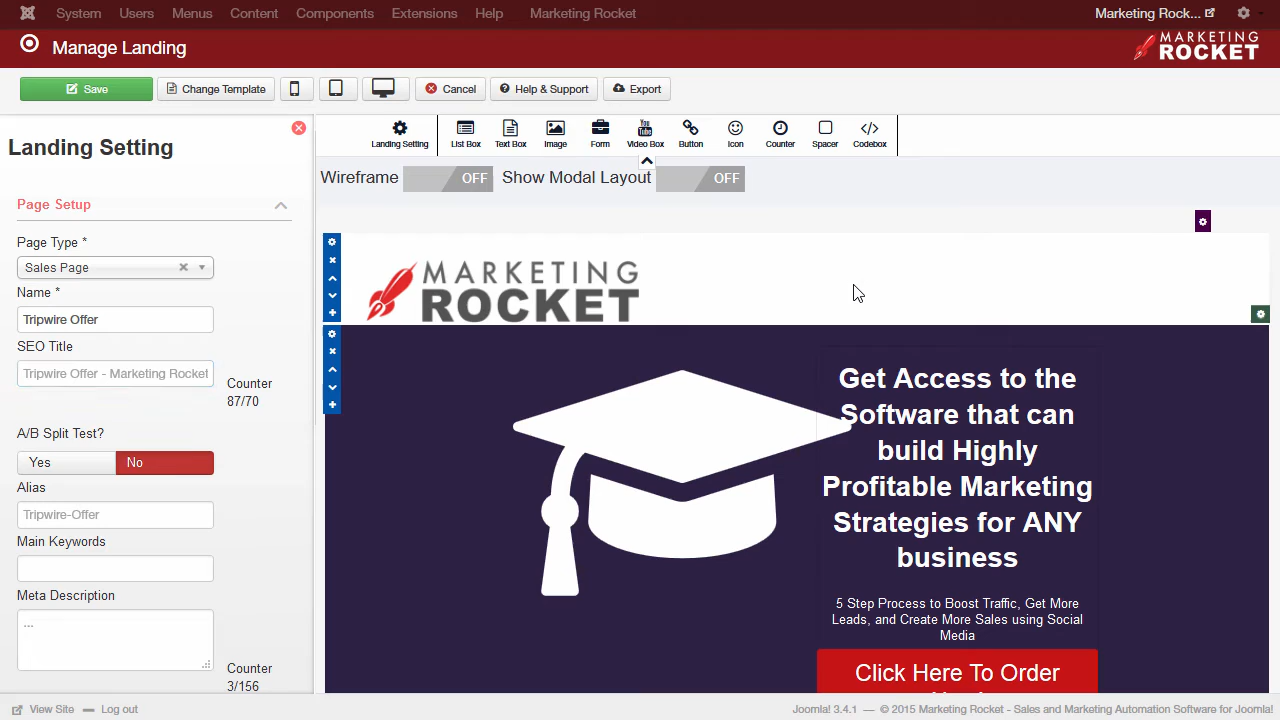 System Users Menus Content Components Extensions Help Marketing Rocket Marketing Rock...
Manage Landing
MARKETING
ROCKET
Save Change Template Cancel Help & Support Export
Landing Setting List Box Text Box Image Form Video Box Button Icon Counter Spacer Codebox
Landing Setting
Wireframe OFF Show Modal Layout OFF
Page Setup
Page Type *
Sales Page
Name *
Tripwire Offer
SEO Title
Tripwire Offer - Marketing Rocket
Counter
87/70
A/B Split Test?
Yes No
Alias
Tripwire-Offer
Main Keywords
Meta Description
...
Counter
3/156
MARKETING
ROCKET
Get Access to the
Software that can
build Highly
Profitable Marketing
Strategies for ANY
business
5 Step Process to Boost Traffic, Get More
Leads, and Create More Sales using Social
Media
Click Here To Order
View Site Log out
Joomla! 3.4.1 — © 2015 Marketing Rocket - Sales and Marketing Automation Software for Joomla!